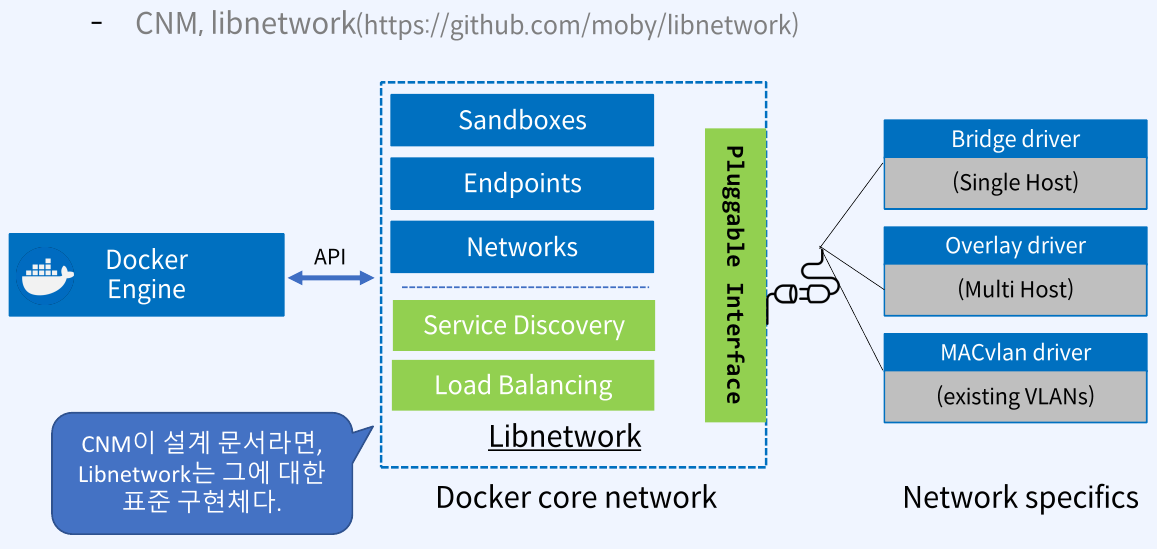 - CNM, libnetwork(https://github.com/moby/libnetwork)
Sandboxes
Endpoints
Networks
Service Discovery
Load Balancing
Libnetwork
Docker core network
Pluggable Interface
Docker
Engine
API
Bridge driver
(Single Host)
Overlay driver
(Multi Host)
MACvlan driver
(existing VLANs)
Network specifics
CNM이 설계 문서라면,
Libnetwork는 그에 대한
표준 구현체다.